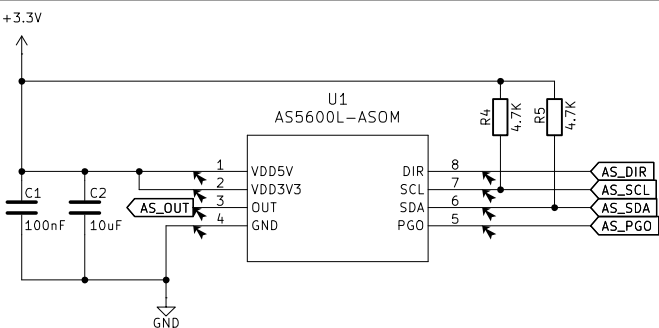 +3.3V
U1
AS5600L-ASOM
R4
4.7K
R5
4.7K
1
VDD5V
DIR
8
AS_DIR
2
VDD3V3
SCL
7
AS_SCL
AS_OUT
3
OUT
SDA
6
AS_SDA
4
GND
PGO
5
AS_PGO
C1
100nF
C2
10uF
GND